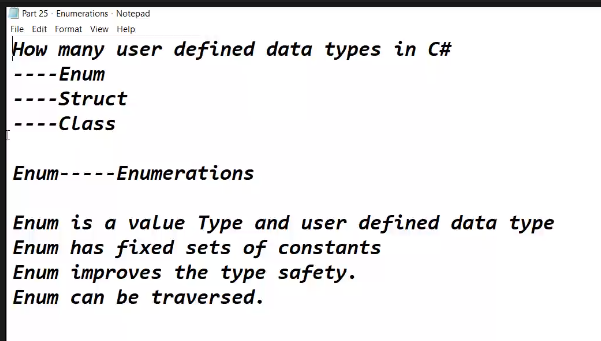 Part 25 - Enumerations - Notepad
File Edit Format View Help
How many user defined data types in C#
----Enum
----Struct
----Class
Enum-----Enumerations
Enum is a value Type and user defined data type
Enum has fixed sets of constants
Enum improves the type safety.
Enum can be traversed.